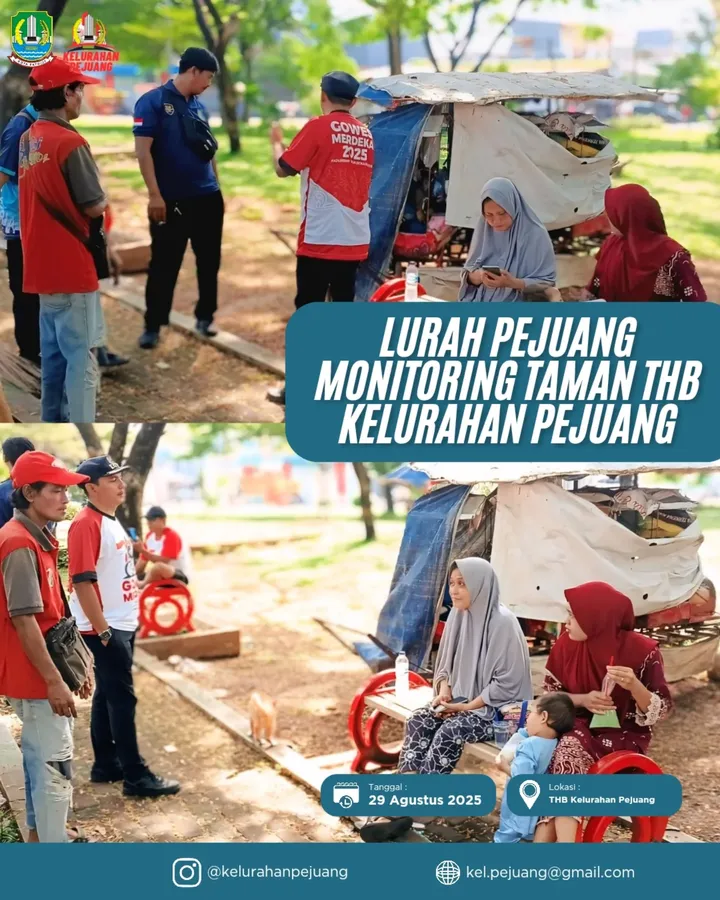 KELURAHAN
PEJUANG
GOWES
MERDEKA
2025
LURAH PEJUANG
MONITORING TAMAN THB
KELURAHAN PEJUANG
Tanggal :
29 Agustus 2025
Lokasi :
THB Kelurahan Pejuang
@kelurahanpejuang
kel.pejuang@gmail.com